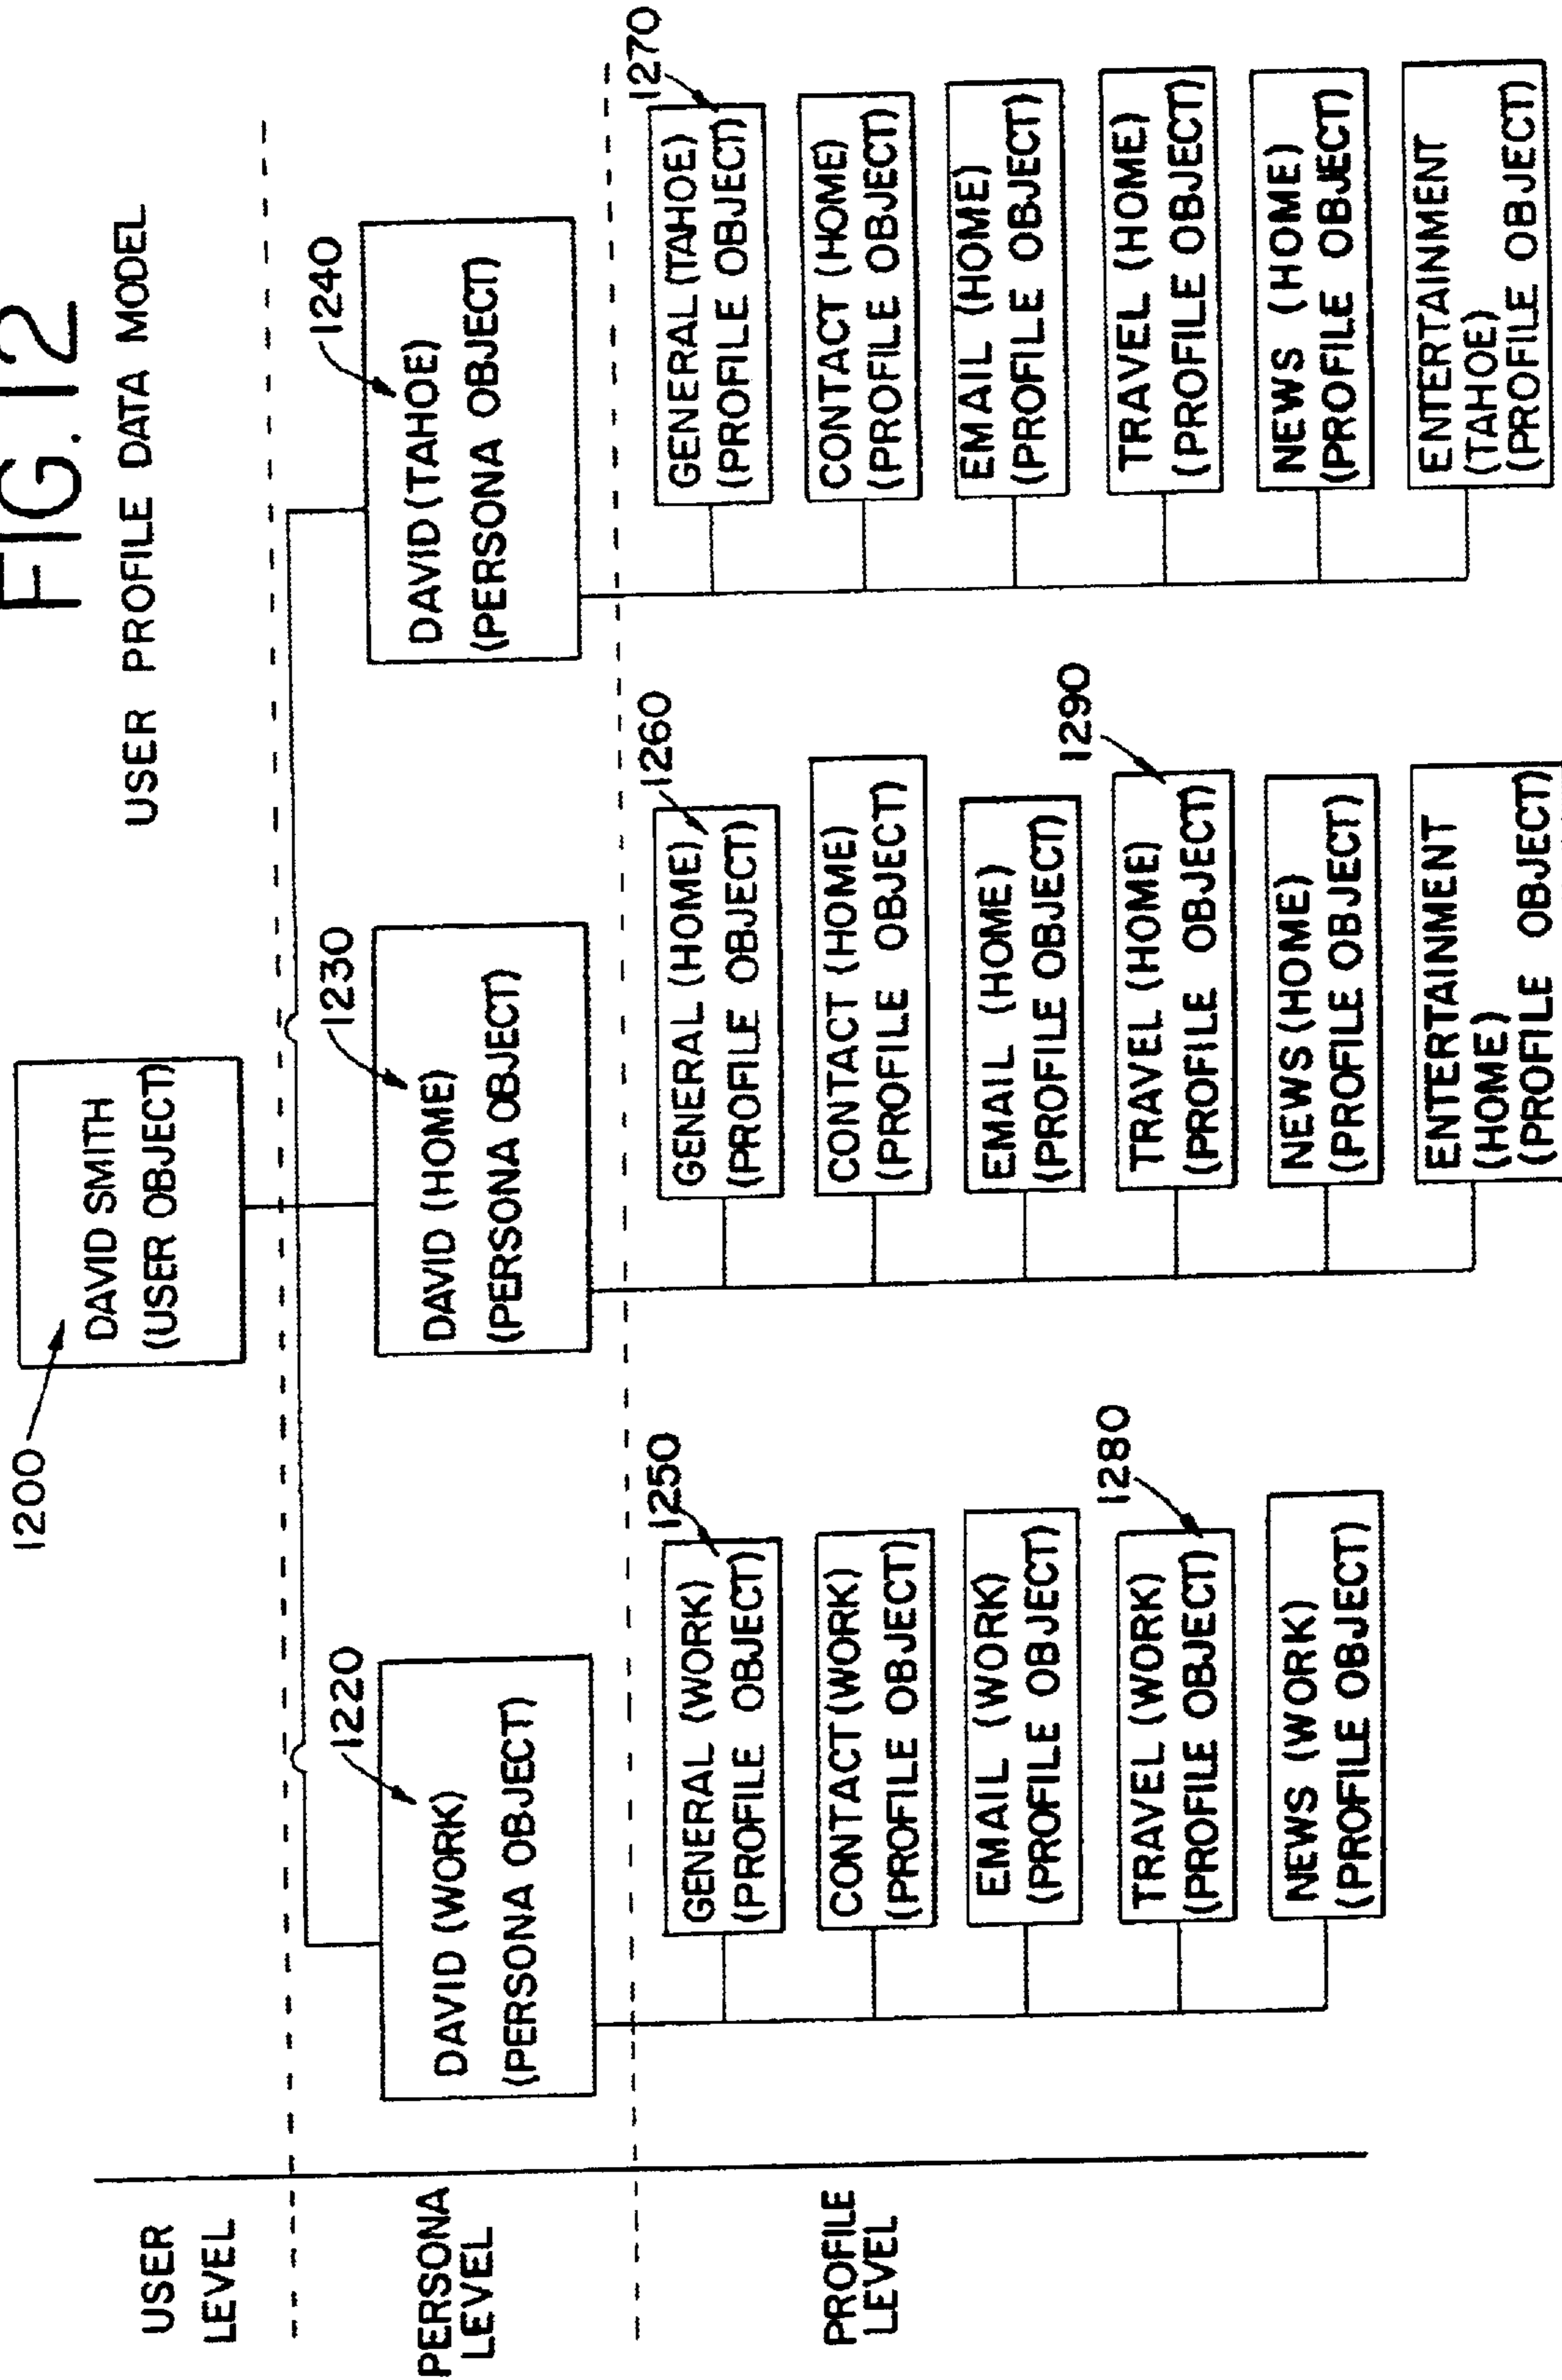 FIG. 12
USER PROFILE DATA MODEL
USER
LEVEL
1200
DAVID SMITH
(USER OBJECT)
PERSONA
LEVEL
1220
DAVID (WORK)
(PERSONA OBJECT)
1230
DAVID (HOME)
(PERSONA OBJECT)
1240
DAVID (TAHOE)
(PERSONA OBJECT)
PROFILE
LEVEL
1250
GENERAL (WORK)
(PROFILE OBJECT)
CONTACT (WORK)
(PROFILE OBJECT)
EMAIL (WORK)
(PROFILE OBJECT)
1280
TRAVEL (WORK)
(PROFILE OBJECT)
NEWS (WORK)
(PROFILE OBJECT)
1260
GENERAL (HOME)
(PROFILE OBJECT)
CONTACT (HOME)
(PROFILE OBJECT)
EMAIL (HOME)
(PROFILE OBJECT)
1290
TRAVEL (HOME)
(PROFILE OBJECT)
NEWS (HOME)
(PROFILE OBJECT)
ENTERTAINMENT
(HOME)
(PROFILE OBJECT)
1270
GENERAL (TAHOE)
(PROFILE OBJECT)
CONTACT (HOME)
(PROFILE OBJECT)
EMAIL (HOME)
(PROFILE OBJECT)
TRAVEL (HOME)
(PROFILE OBJECT)
NEWS (HOME)
(PROFILE OBJECT)
ENTERTAINMENT
(TAHOE)
(PROFILE OBJECT)